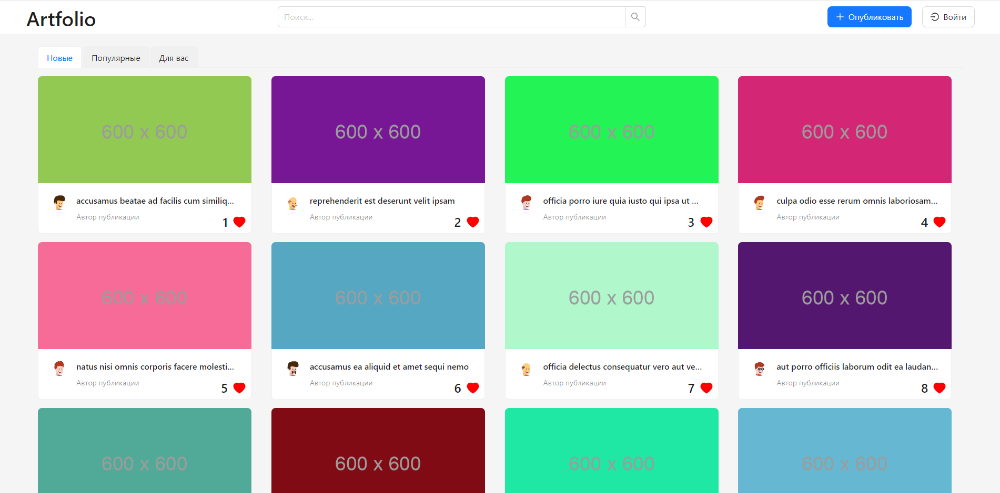 Artfolio
Поиск...
Опубликовать
Войти
Новые
Популярные
Для вас
600 x 600
600 x 600
600 x 600
600 x 600
accusamus beatae ad facilis cum similiq...
reprehenderit est deserunt velit ipsam
officia porro iure quia iusto qui ipsa ut ...
culpa odio esse rerum omnis laboriosam...
Автор публикации
Автор публикации
Автор публикации
Автор публикации
1
2
3
4
600 x 600
600 x 600
600 x 600
600 x 600
natus nisi omnis corporis facere molesti...
accusamus ea aliquid et amet sequi nemo
officia delectus consequatur vero aut ve...
aut porro officiis laborum odit ea laudan...
Автор публикации
Автор публикации
Автор публикации
Автор публикации
5
6
7
8
600 x 600
600 x 600
600 x 600
600 x 600